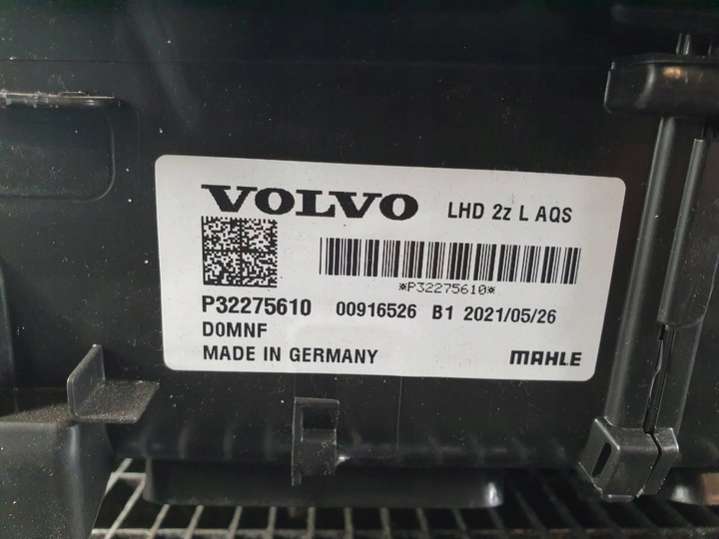 VOLVO LHD 2z L AQS
*P32275610*
P32275610 00916526 B1 2021/05/26
D0MNF
MADE IN GERMANY MAHLE